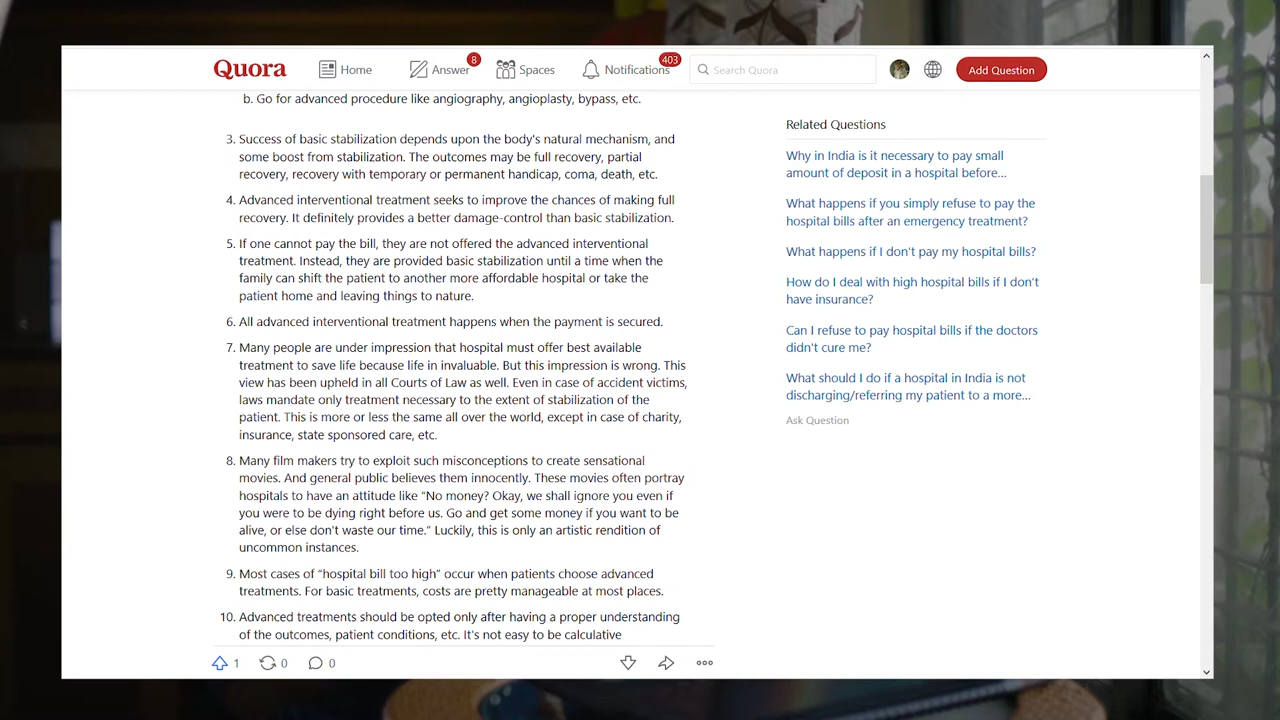 Quora
Home
Answer
8
Spaces
Notifications
403
Search Quora
Add Question
b. Go for advanced procedure like angiography, angioplasty, bypass, etc.
3. Success of basic stabilization depends upon the body's natural mechanism, and
some boost from stabilization. The outcomes may be full recovery, partial
recovery, recovery with temporary or permanent handicap, coma, death, etc.
4. Advanced interventional treatment seeks to improve the chances of making full
recovery. It definitely provides a better damage-control than basic stabilization.
5. If one cannot pay the bill, they are not offered the advanced interventional
treatment. Instead, they are provided basic stabilization until a time when the
family can shift the patient to another more affordable hospital or take the
patient home and leaving things to nature.
6. All advanced interventional treatment happens when the payment is secured.
7. Many people are under impression that hospital must offer best available
treatment to save life because life in invaluable. But this impression is wrong. This
view has been upheld in all Courts of Law as well. Even in case of accident victims,
laws mandate only treatment necessary to the extent of stabilization of the
patient. This is more or less the same all over the world, except in case of charity,
insurance, state sponsored care, etc.
8. Many film makers try to exploit such misconceptions to create sensational
movies. And general public believes them innocently. These movies often portray
hospitals to have an attitude like “No money? Okay, we shall ignore you even if
you were to be dying right before us. Go and get some money if you want to be
alive, or else don't waste our time.” Luckily, this is only an artistic rendition of
uncommon instances.
9. Most cases of “hospital bill too high” occur when patients choose advanced
treatments. For basic treatments, costs are pretty manageable at most places.
10. Advanced treatments should be opted only after having a proper understanding
of the outcomes, patient conditions, etc. It's not easy to be calculative
1
0
0
Related Questions
Why in India is it necessary to pay small
amount of deposit in a hospital before...
What happens if you simply refuse to pay the
hospital bills after an emergency treatment?
What happens if I don't pay my hospital bills?
How do I deal with high hospital bills if I don’t
have insurance?
Can I refuse to pay hospital bills if the doctors
didn't cure me?
What should I do if a hospital in India is not
discharging/referring my patient to a more...
Ask Question